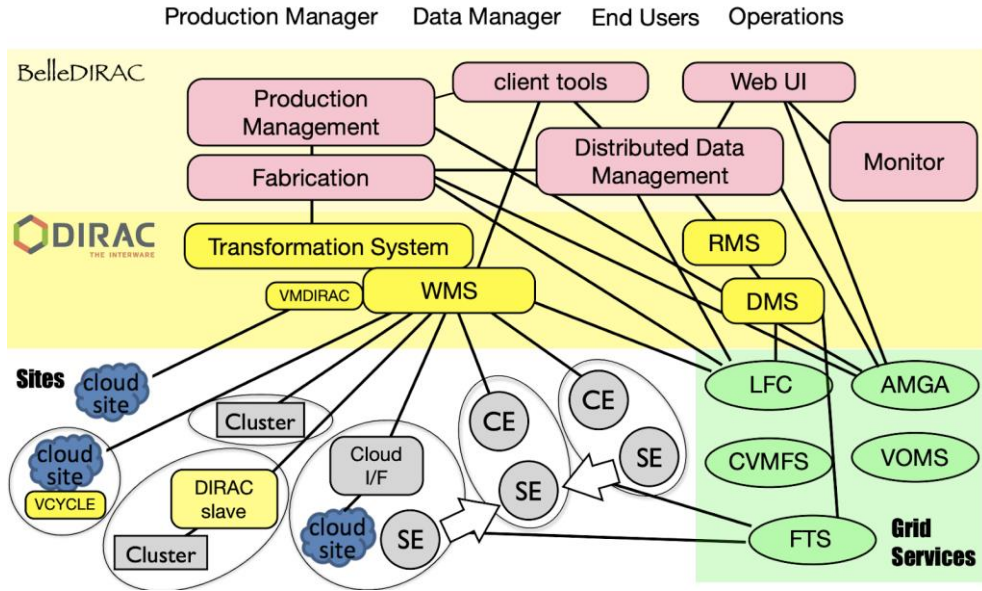 Production Manager Data Manager End Users Operations
BelleDIRAC
client tools
Web UI
Production
Management
Distributed Data
Management
Monitor
Fabrication
DIRAC
THE INTERWARE
Transformation System
RMS
VMDIRAC
WMS
DMS
Sites
cloud
site
LFC
AMGA
Cluster
CE
CE
cloud
site
VCYCLE
Cloud
I/F
SE
CVMFS
VOMS
DIRAC
slave
SE
Cluster
cloud
site
SE
FTS
Grid
Services